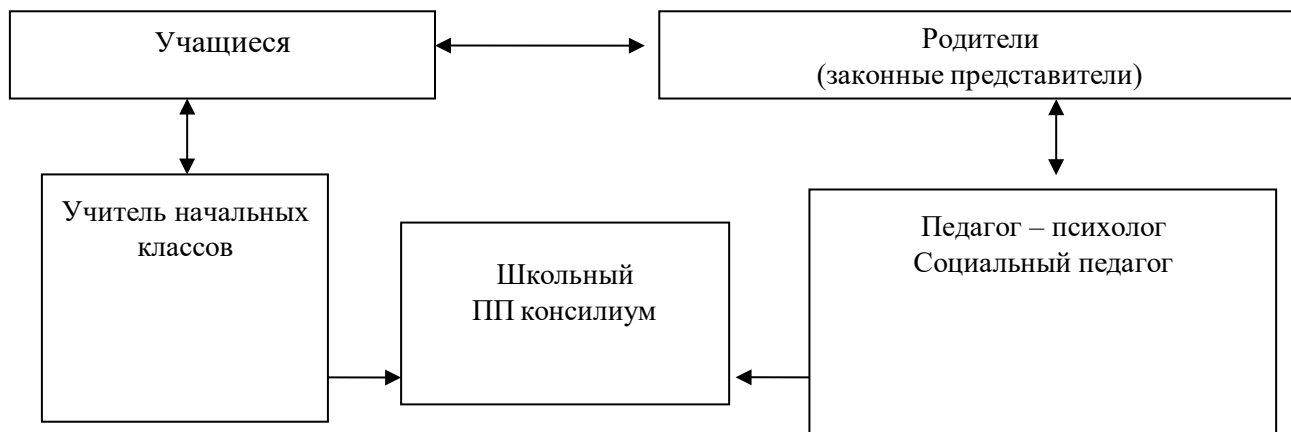 Учащиеся
Родители
(законные представители)
Учитель начальных
классов
Школьный
ПП консилиум
Педагог – психолог
Социальный педагог